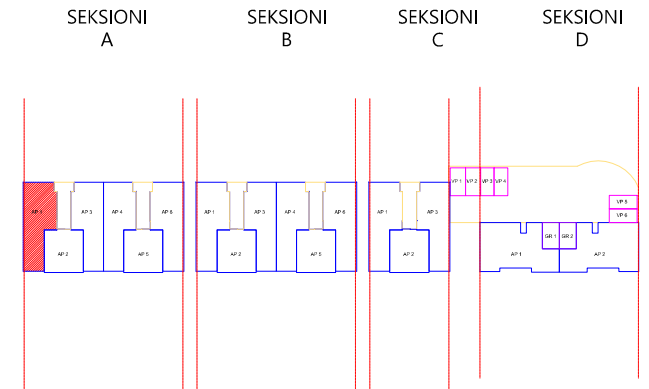 SEKSIONI A
SEKSIONI B
SEKSIONI C
SEKSIONI D
VP 1 VP 2 VP 3 VP 4
VP 5
VP 6
AP 1 AP 3 AP 4 AP 6
AP 2 AP 5
AP 1 AP 3 AP 4 AP 6
AP 2 AP 5
AP 1 AP 3
AP 2
GR 1 GR 2
AP 1 AP 2